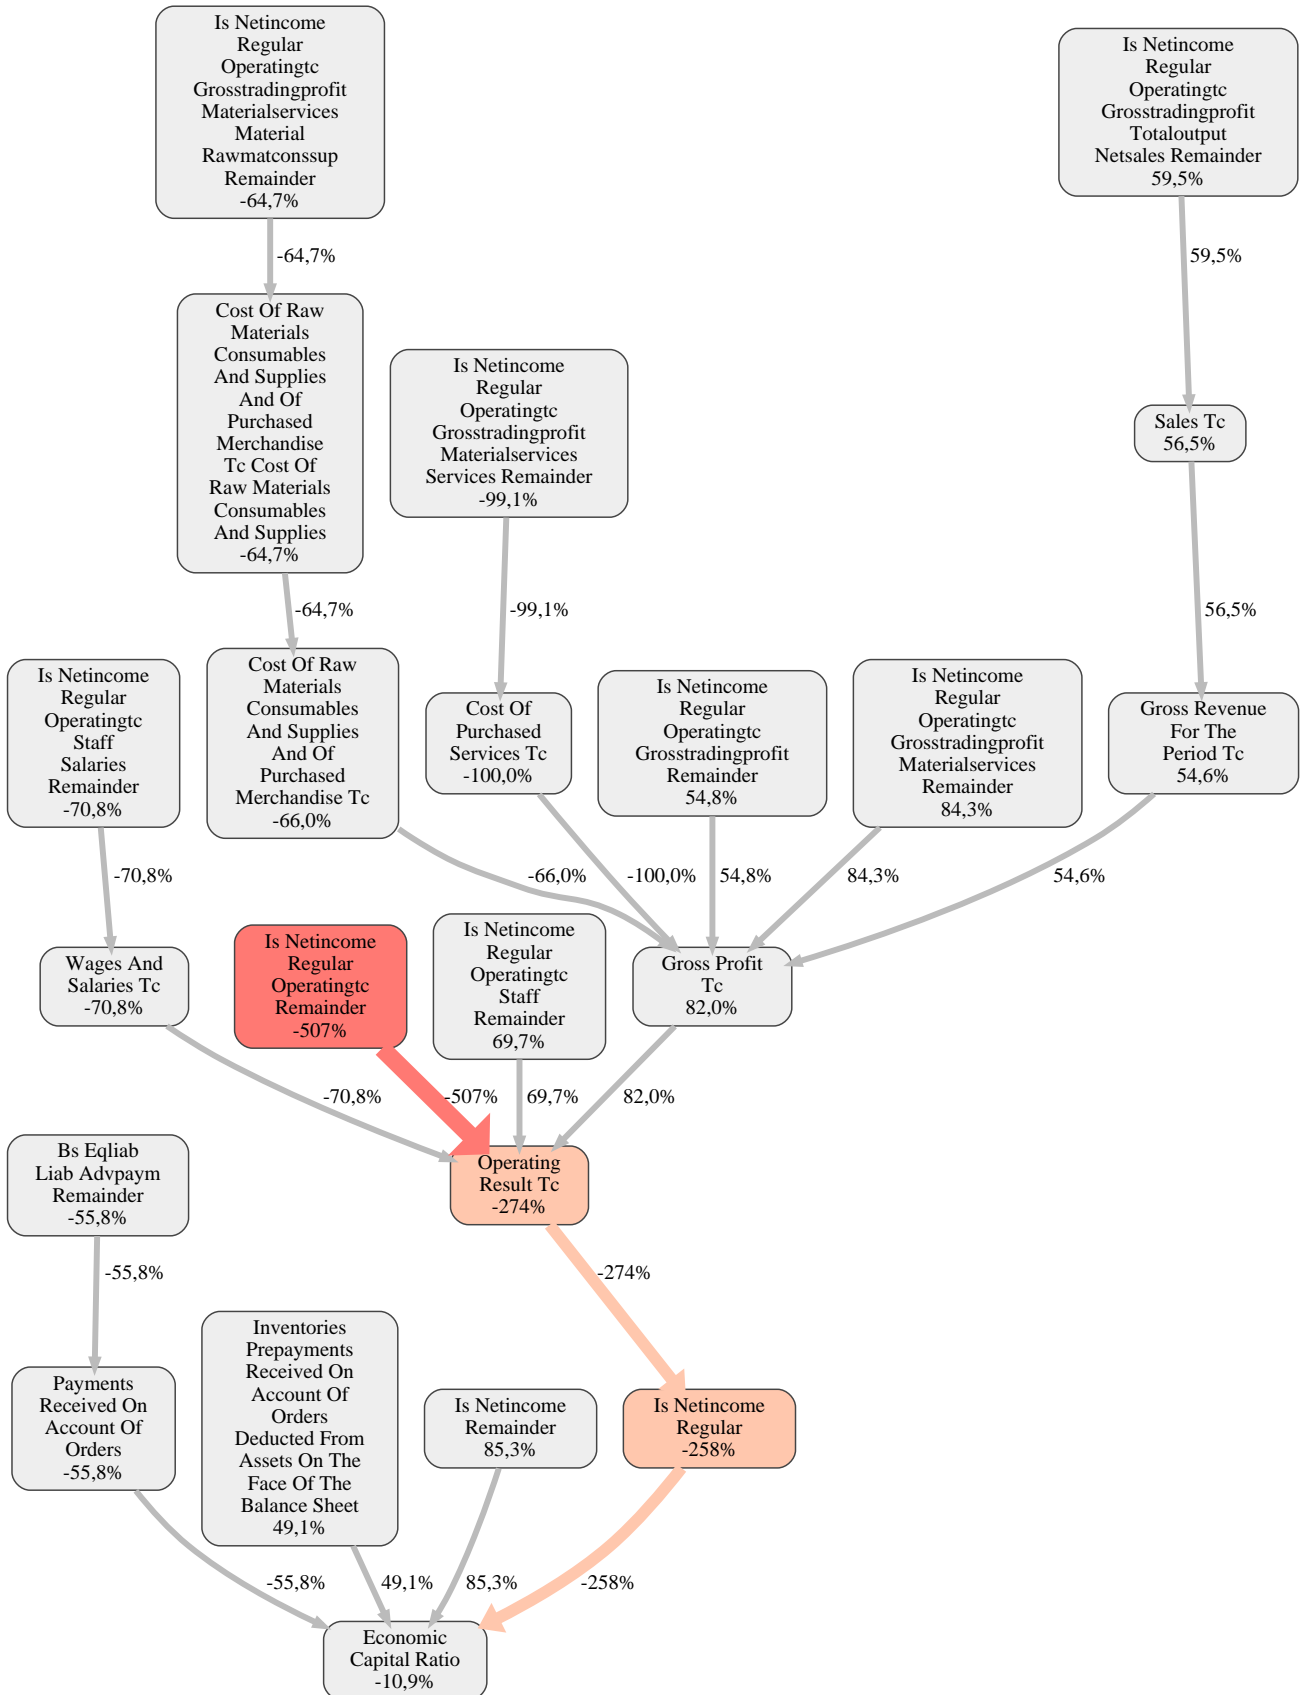 Is Netincome
Regular
Operatingtc
Grosstradingprofit
Materialservices
Material
Rawmatconssup
Remainder
-64,7%
Is Netincome
Regular
Operatingtc
Grosstradingprofit
Totaloutput
Netsales Remainder
59,5%
-64,7%
59,5%
Cost Of Raw
Materials
Consumables
And Supplies
And Of
Purchased
Merchandise
Tc Cost Of
Raw Materials
Consumables
And Supplies
-64,7%
Is Netincome
Regular
Operatingtc
Grosstradingprofit
Materialservices
Services Remainder
-99,1%
Sales Tc
56,5%
-64,7%
-99,1%
56,5%
Is Netincome
Regular
Operatingtc
Staff
Salaries
Remainder
-70,8%
Cost Of Raw
Materials
Consumables
And Supplies
And Of
Purchased
Merchandise Tc
-66,0%
Cost Of
Purchased
Services Tc
-100,0%
Is Netincome
Regular
Operatingtc
Grosstradingprofit
Remainder
54,8%
Is Netincome
Regular
Operatingtc
Grosstradingprofit
Materialservices
Remainder
84,3%
Gross Revenue
For The
Period Tc
54,6%
-70,8%
-66,0%
-100,0%
54,8%
84,3%
54,6%
Wages And
Salaries Tc
-70,8%
Is Netincome
Regular
Operatingtc
Remainder
-507%
Is Netincome
Regular
Operatingtc
Staff
Remainder
69,7%
Gross Profit
Tc
82,0%
-70,8%
-507%
69,7%
82,0%
Bs Eqliab
Liab Advpaym
Remainder
-55,8%
Operating
Result Tc
-274%
-55,8%
-274%
Payments
Received On
Account Of
Orders
-55,8%
Inventories
Prepayments
Received On
Account Of
Orders
Deducted From
Assets On The
Face Of The
Balance Sheet
49,1%
Is Netincome
Remainder
85,3%
Is Netincome
Regular
-258%
-55,8%
49,1%
85,3%
-258%
Economic
Capital Ratio
-10,9%